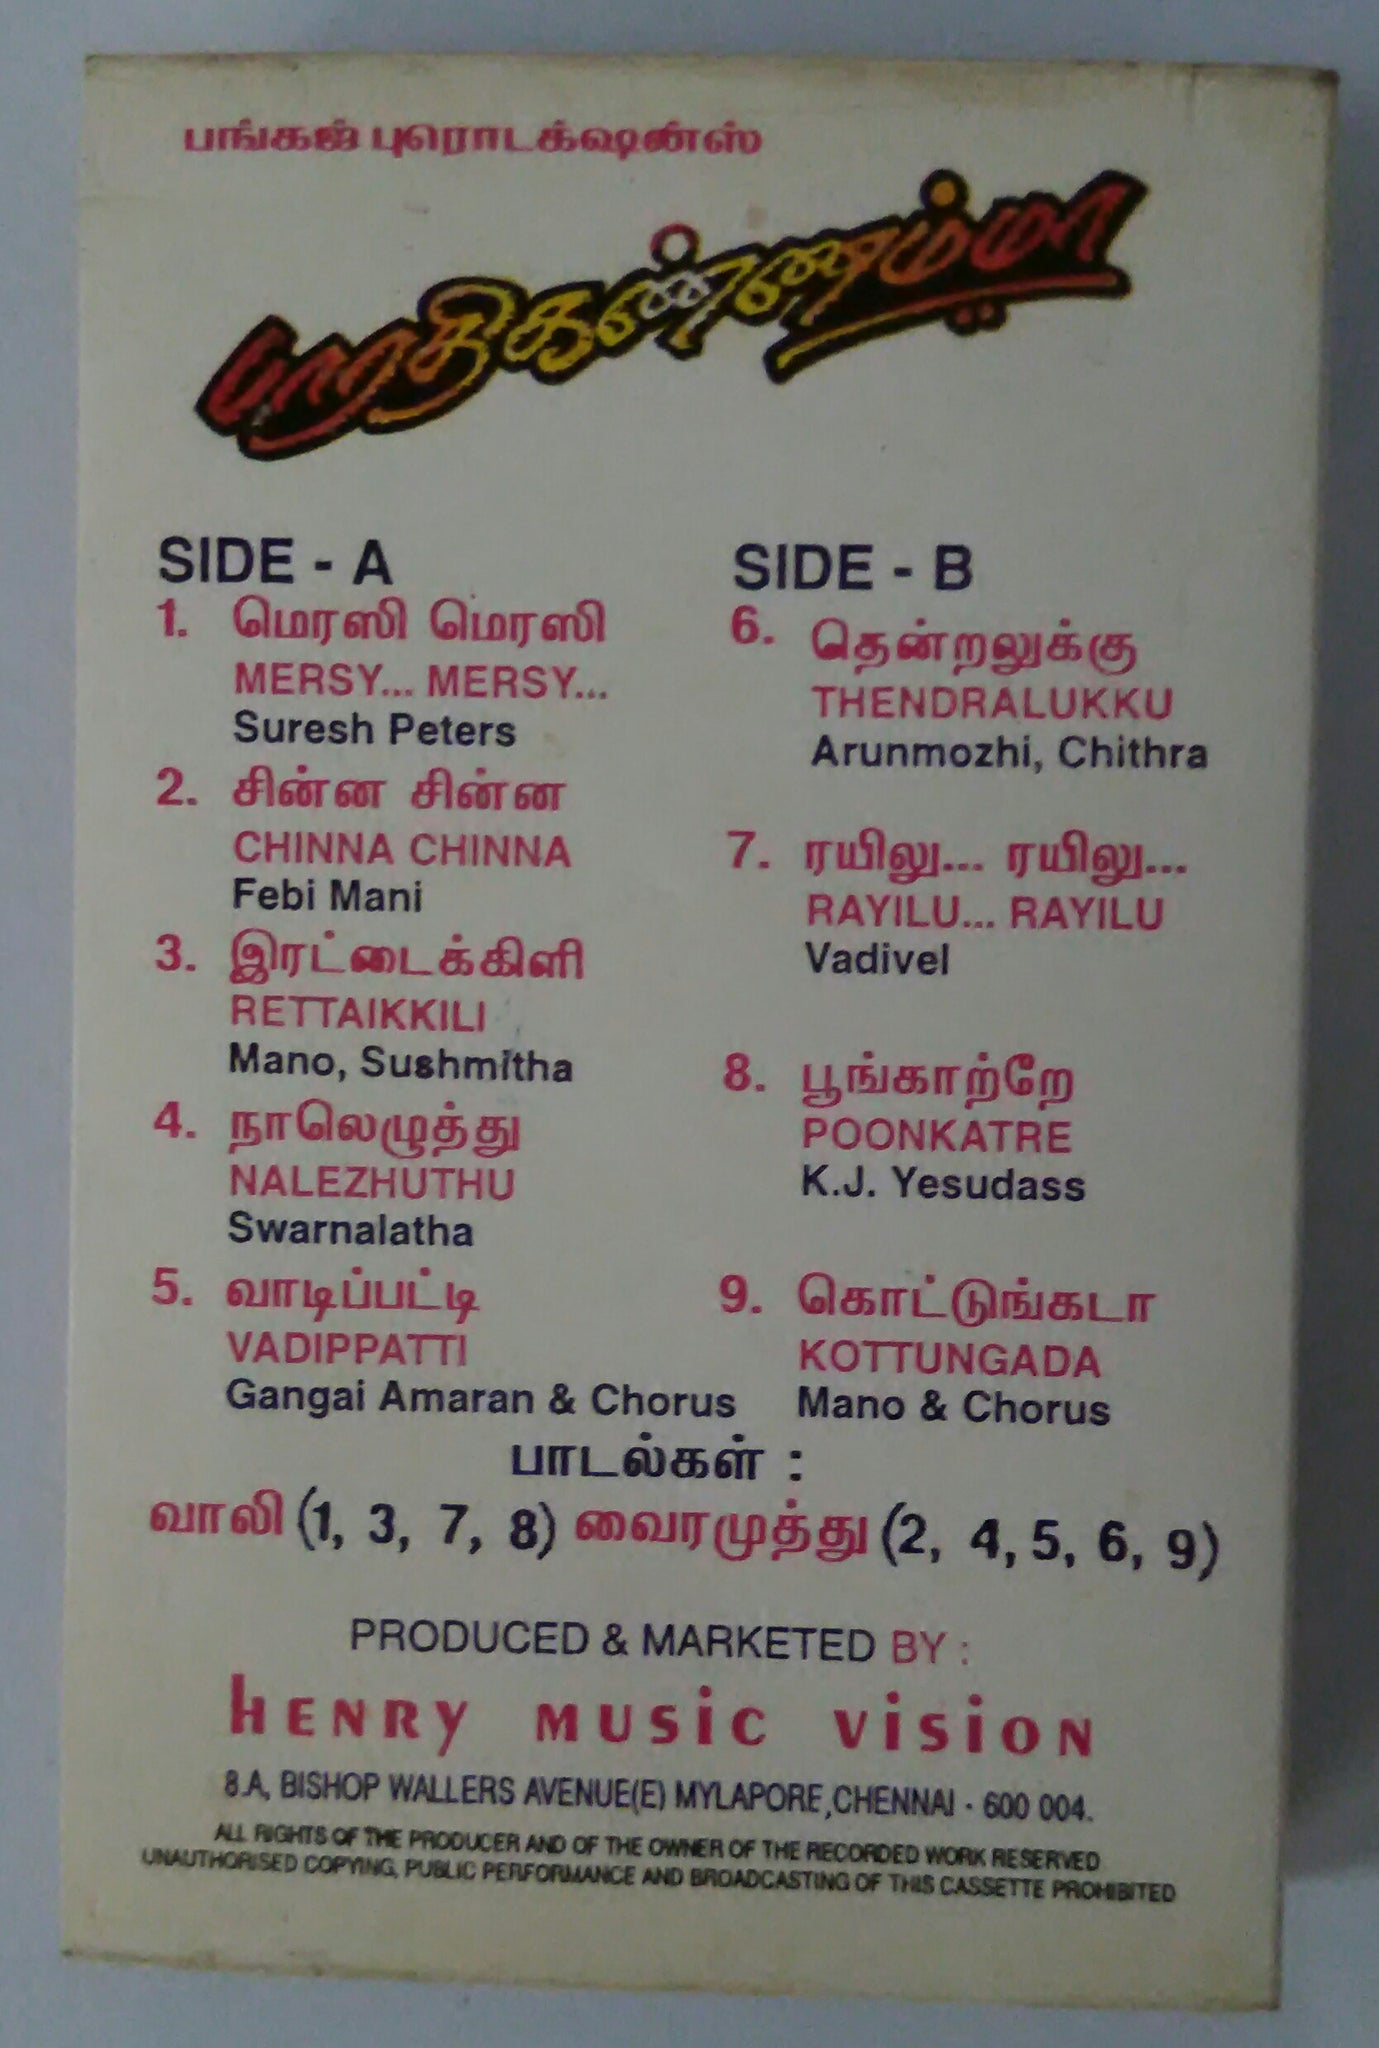 பங்கஜ் புரொடக்ஷன்ஸ்
பாரதிகண்ணம்மா
SIDE - A
1. மெரஸி மெரஸி
MERSY... MERSY...
Suresh Peters
2. சின்ன சின்ன
CHINNA CHINNA
Febi Mani
3. இரட்டைக்கிளி
RETTAIKKILI
Mano, Sushmitha
4. நாலெழுத்து
NALEZHUTHU
Swarnalatha
5. வாடிப்பட்டி
VADIPPATTI
Gangai Amaran & Chorus
SIDE - B
6. தென்றலுக்கு
THENDRALUKKU
Arunmozhi, Chithra
7. ரயிலு... ரயிலு...
RAYILU... RAYILU
Vadivel
8. பூங்காற்றே
POONKATRE
K.J. Yesudass
9. கொட்டுங்கடா
KOTTUNGADA
Mano & Chorus
பாடல்கள் :
வாலி (1, 3, 7, 8) வைரமுத்து (2, 4, 5, 6, 9)
PRODUCED & MARKETED BY :
HENRY MUSIC VISION
8.A, BISHOP WALLERS AVENUE(E) MYLAPORE,CHENNAI - 600 004.
ALL RIGHTS OF THE PRODUCER AND OF THE OWNER OF THE RECORDED WORK RESERVED
UNAUTHORISED COPYING, PUBLIC PERFORMANCE AND BROADCASTING OF THIS CASSETTE PROHIBITED